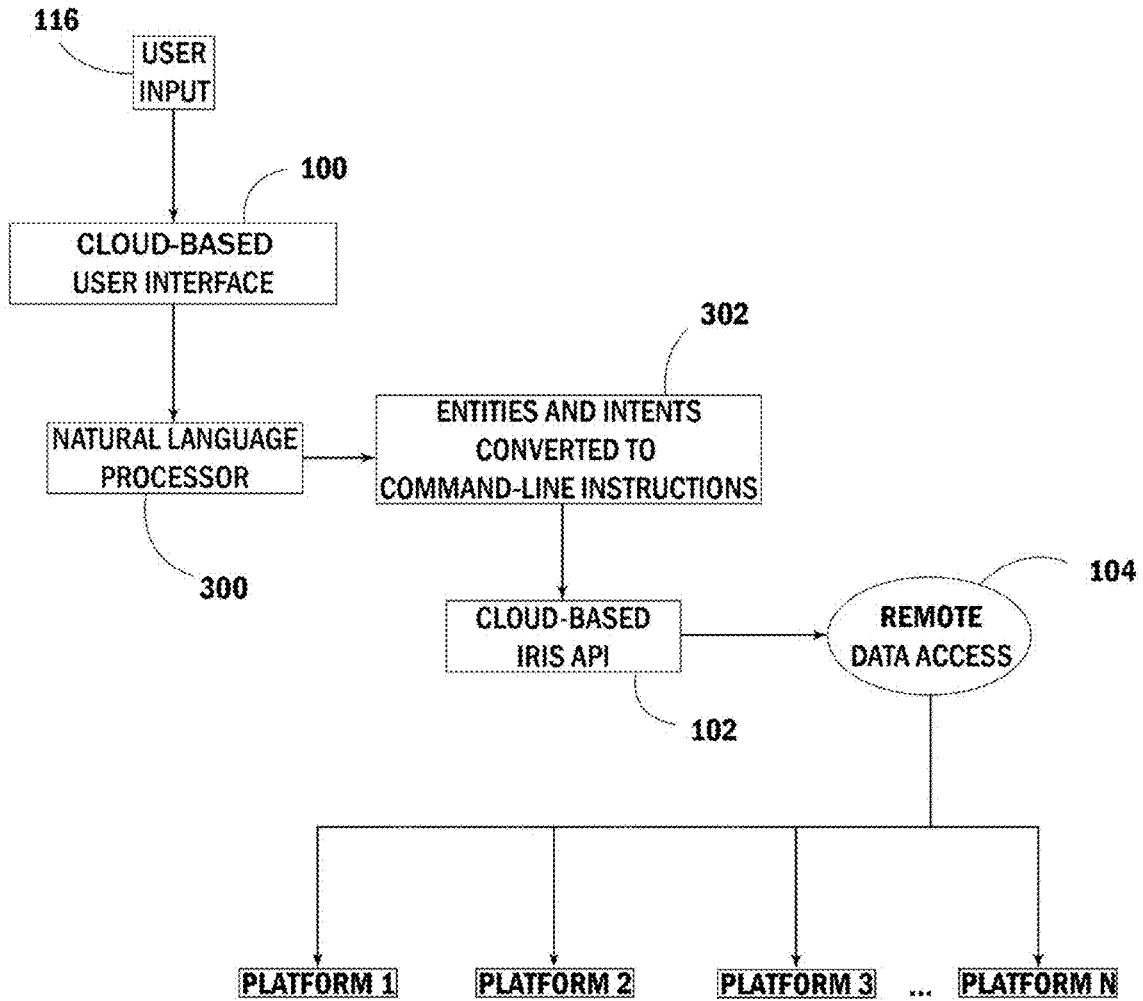 116
USER
INPUT
100
CLOUD-BASED
USER INTERFACE
302
ENTITIES AND INTENTS
CONVERTED TO
COMMAND-LINE INSTRUCTIONS
NATURAL LANGUAGE
PROCESSOR
300
104
CLOUD-BASED
IRIS API
REMOTE
DATA ACCESS
102
PLATFORM 1 PLATFORM 2 PLATFORM 3 ... PLATFORM N